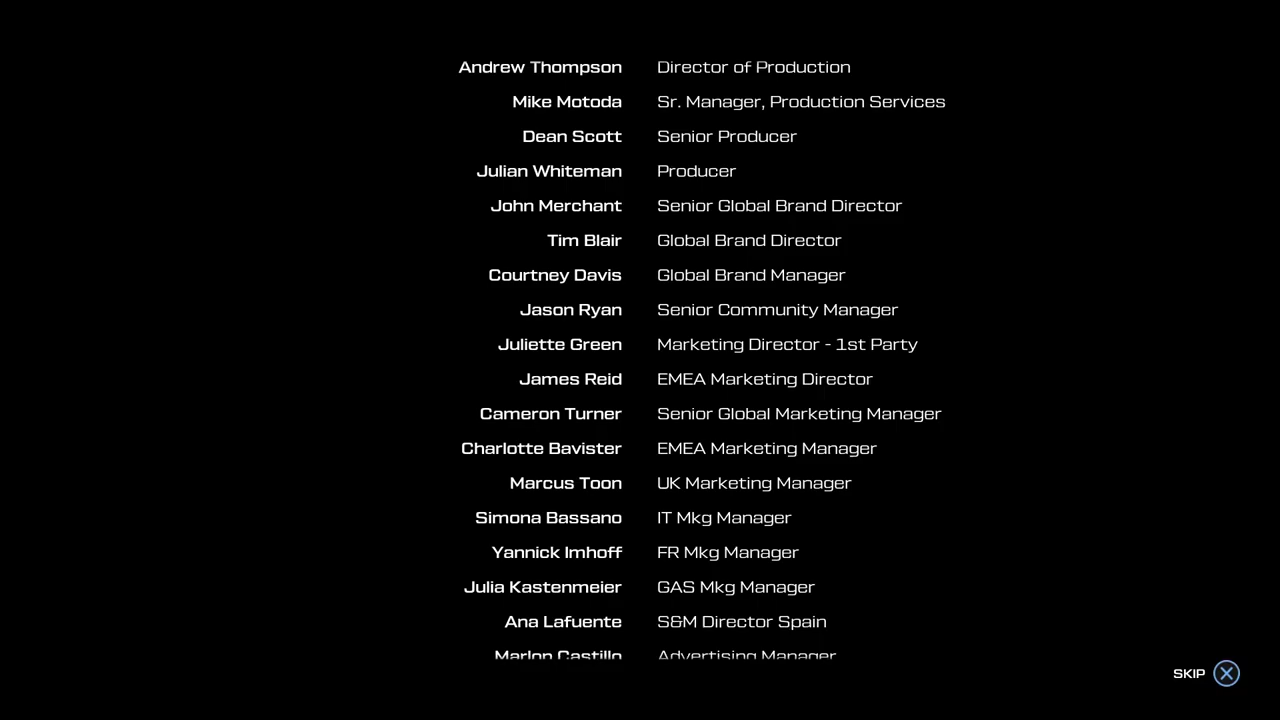 Andrew Thompson Director of Production
Mike Motoda Sr. Manager, Production Services
Dean Scott Senior Producer
Julian Whiteman Producer
John Merchant Senior Global Brand Director
Tim Blair Global Brand Director
Courtney Davis Global Brand Manager
Jason Ryan Senior Community Manager
Juliette Green Marketing Director - 1st Party
James Reid EMEA Marketing Director
Cameron Turner Senior Global Marketing Manager
Charlotte Bavister EMEA Marketing Manager
Marcus Toon UK Marketing Manager
Simona Bassano IT Mkg Manager
Yannick Imhoff FR Mkg Manager
Julia Kastenmeier GAS Mkg Manager
Ana Lafuente S&M Director Spain
Marlon Castillo Advertising Manager
SKIP